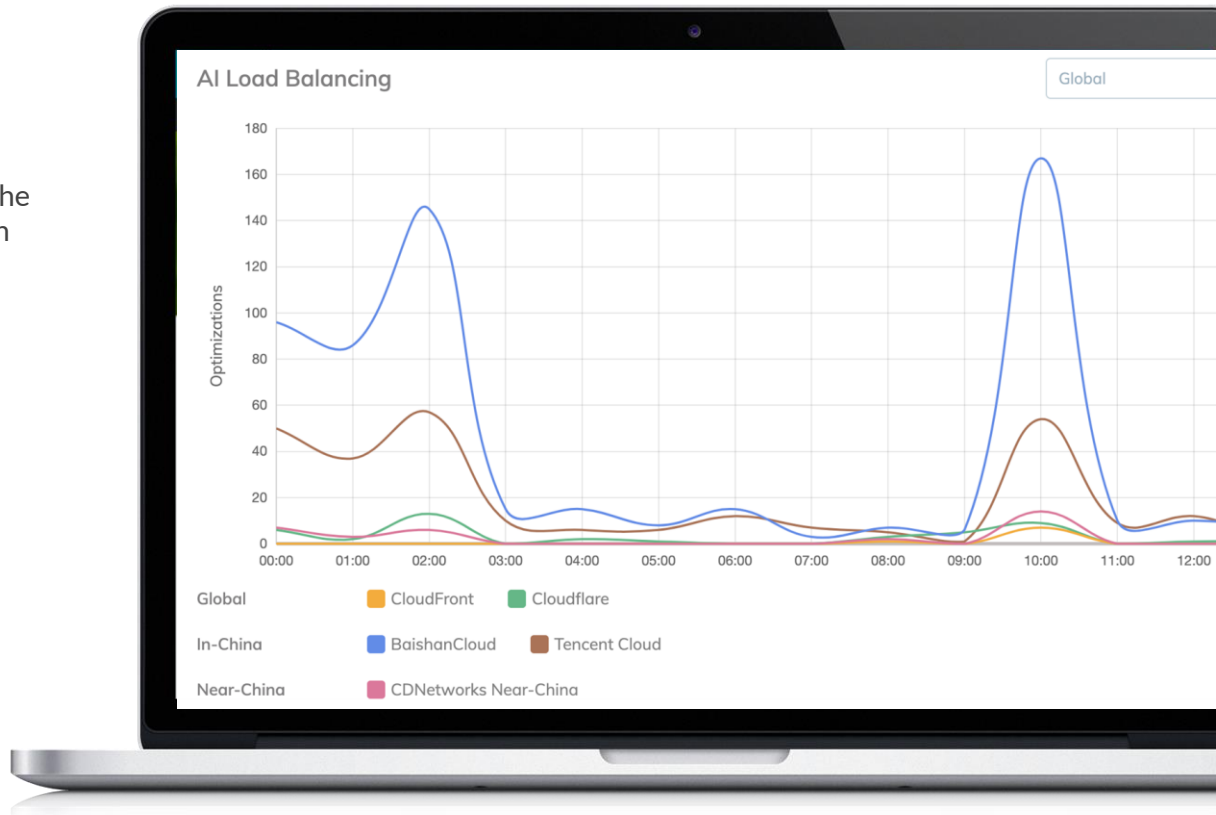 he
n
AI Load Balancing
Global
180
160
140
120
100
80
60
40
20
0
Optimizations
00:00 01:00 02:00 03:00 04:00 05:00 06:00 07:00 08:00 09:00 10:00 11:00 12:00
Global CloudFront Cloudflare
In-China BaishanCloud Tencent Cloud
Near-China CDNetworks Near-China